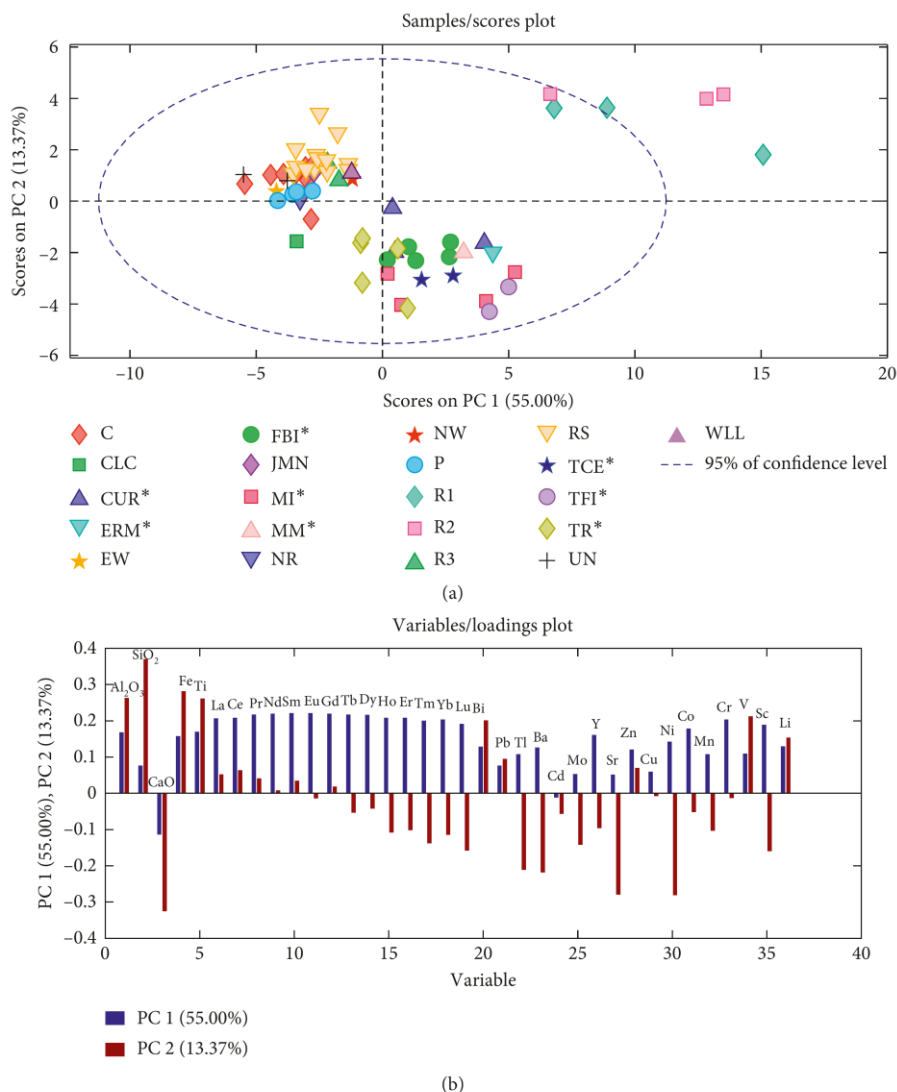 Samples/scores plot
6
4
2
0
−2
−4
−6
Scores on PC 2 (13.37%)
−10 −5 0 5 10 15 20
Scores on PC 1 (55.00%)
C FBI* NW RS WLL
CLC JMN P TCE* 95% of confidence level
CUR* MI* R1 TFI*
ERM* MM* R2 TR*
EW NR R3 UN
(a)
Variables/loadings plot
0.4
0.3
0.2
0.1
0
−0.1
−0.2
−0.3
−0.4
PC 1 (55.00%), PC 2 (13.37%)
Al₂O₃ SiO₂ CaO Fe Ti La Ce Pr Nd Sm Eu Gd Tb Dy Ho Er Tm Yb Lu Bi Pb Tl Ba Cd Mo Y Sr Zn Cu Ni Co Mn Cr V Sc Li
0 5 10 15 20 25 30 35 40
Variable
PC 1 (55.00%)
PC 2 (13.37%)
(b)